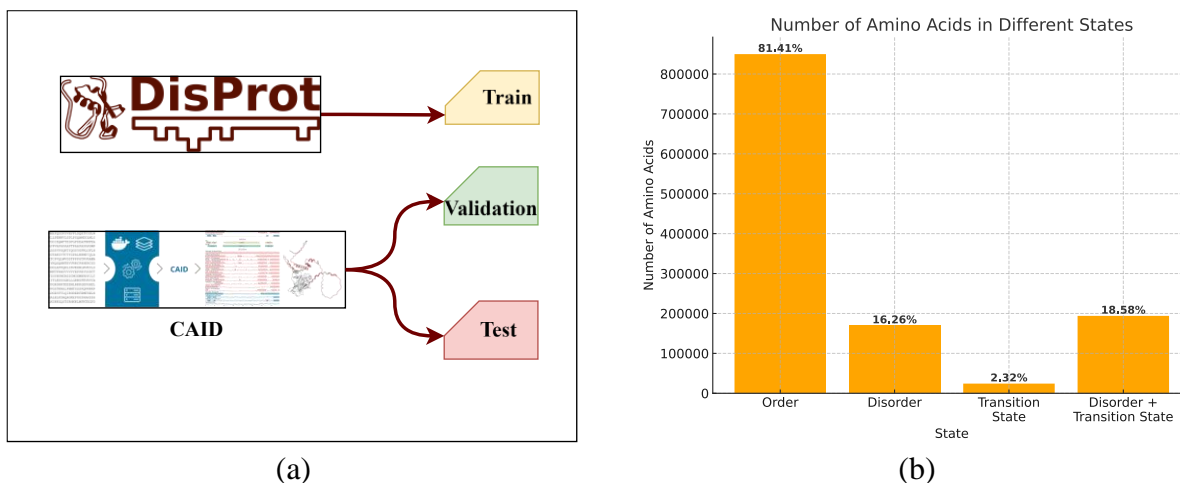 DisProt
Train
Validation
CAID
Test
CAID
(a)
Number of Amino Acids in Different States
Number of Amino Acids
800000
700000
600000
500000
400000
300000
200000
100000
0
81.41%
16.26%
2.32%
18.58%
Order
Disorder
Transition
State
Disorder +
Transition State
State
(b)